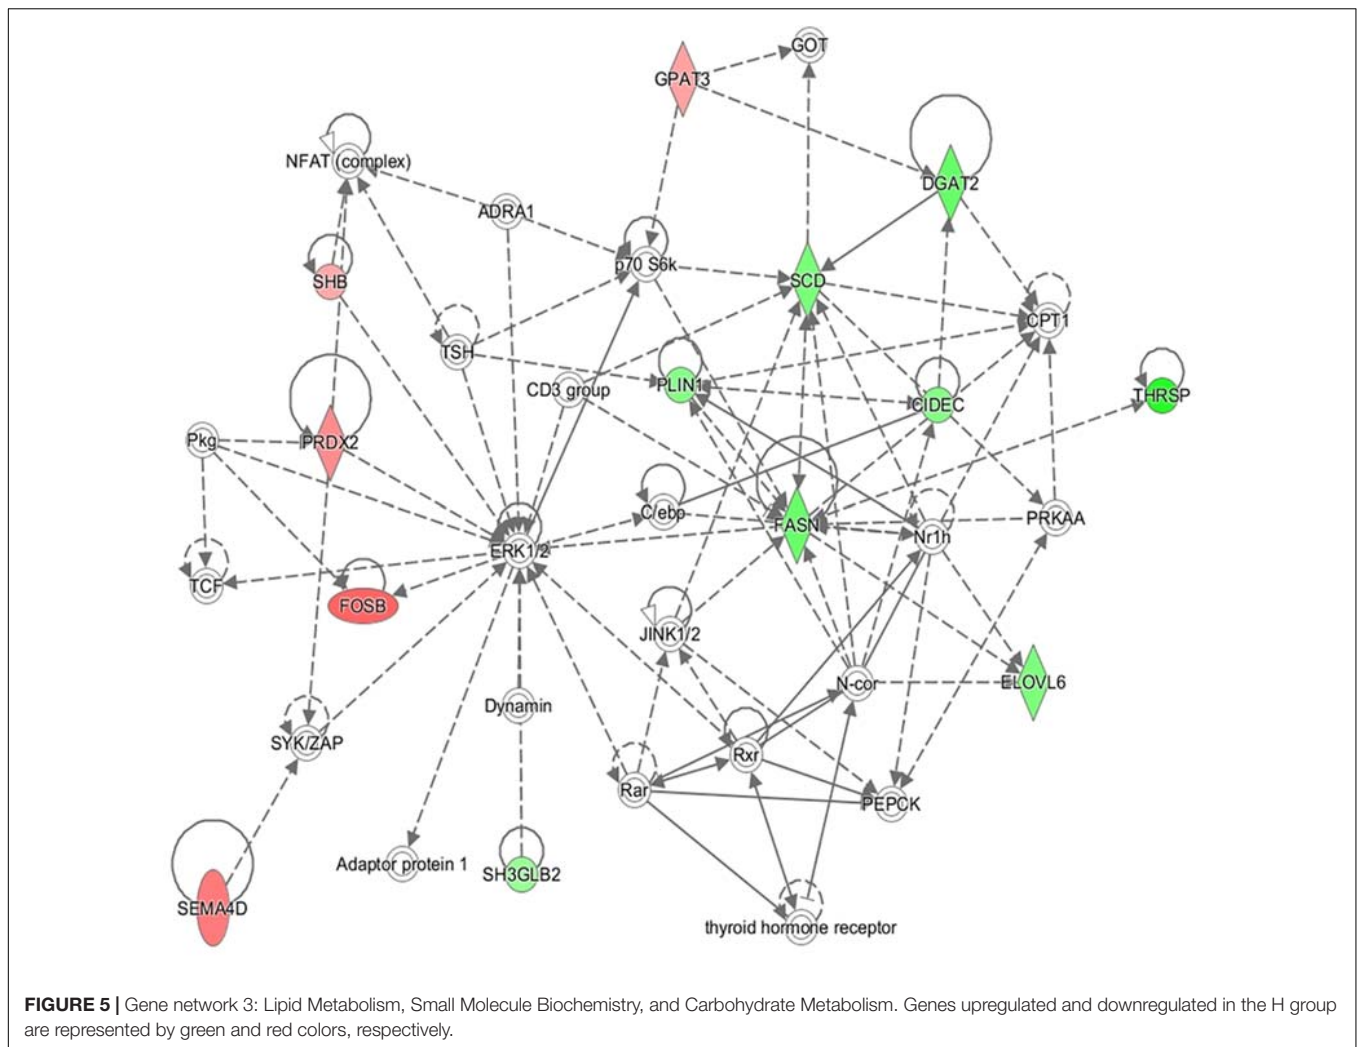 GOT
GPAT3
NFAT (complex)
DGAT2
ADRA1
p70 S6k
SHB
SCD
CPT1
TSH
PLIN1
CD3 group
CIDEC
THRSP
Pkg
PRDX2
C/ebp
FASN
PRKAA
Nr1h
ERK1/2
TCF
FOSB
JINK1/2
N-cor
ELOVL6
Dynamin
SYK/ZAP
Rxr
Rar
PEPCK
Adaptor protein 1
SH3GLB2
SEMA4D
thyroid hormone receptor
FIGURE 5 | Gene network 3: Lipid Metabolism, Small Molecule Biochemistry, and Carbohydrate Metabolism. Genes upregulated and downregulated in the H group
are represented by green and red colors, respectively.